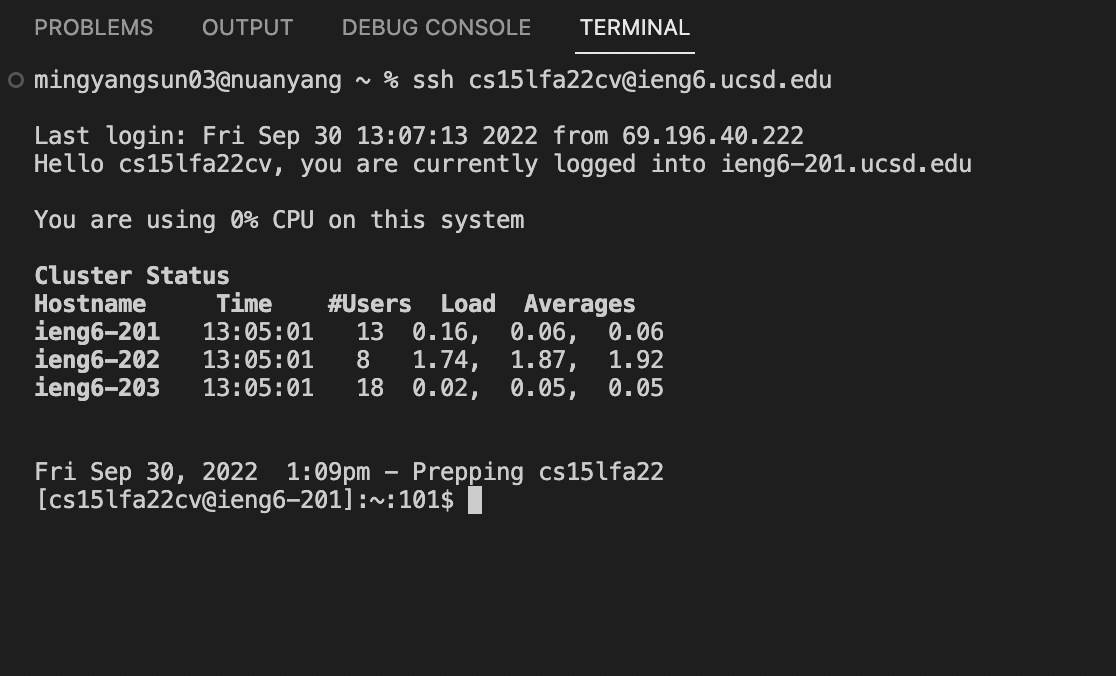 PROBLEMS OUTPUT DEBUG CONSOLE TERMINAL
mingyangsun03@nuanyang ~ % ssh cs15lfa22cv@ieng6.ucsd.edu
Last login: Fri Sep 30 13:07:13 2022 from 69.196.40.222
Hello cs15lfa22cv, you are currently logged into ieng6-201.ucsd.edu
You are using 0% CPU on this system
Cluster Status
Hostname     Time    #Users  Load  Averages
ieng6-201   13:05:01   13  0.16,  0.06,  0.06
ieng6-202   13:05:01   8   1.74,  1.87,  1.92
ieng6-203   13:05:01   18  0.02,  0.05,  0.05
Fri Sep 30, 2022  1:09pm - Prepping cs15lfa22
[cs15lfa22cv@ieng6-201]:~:101$